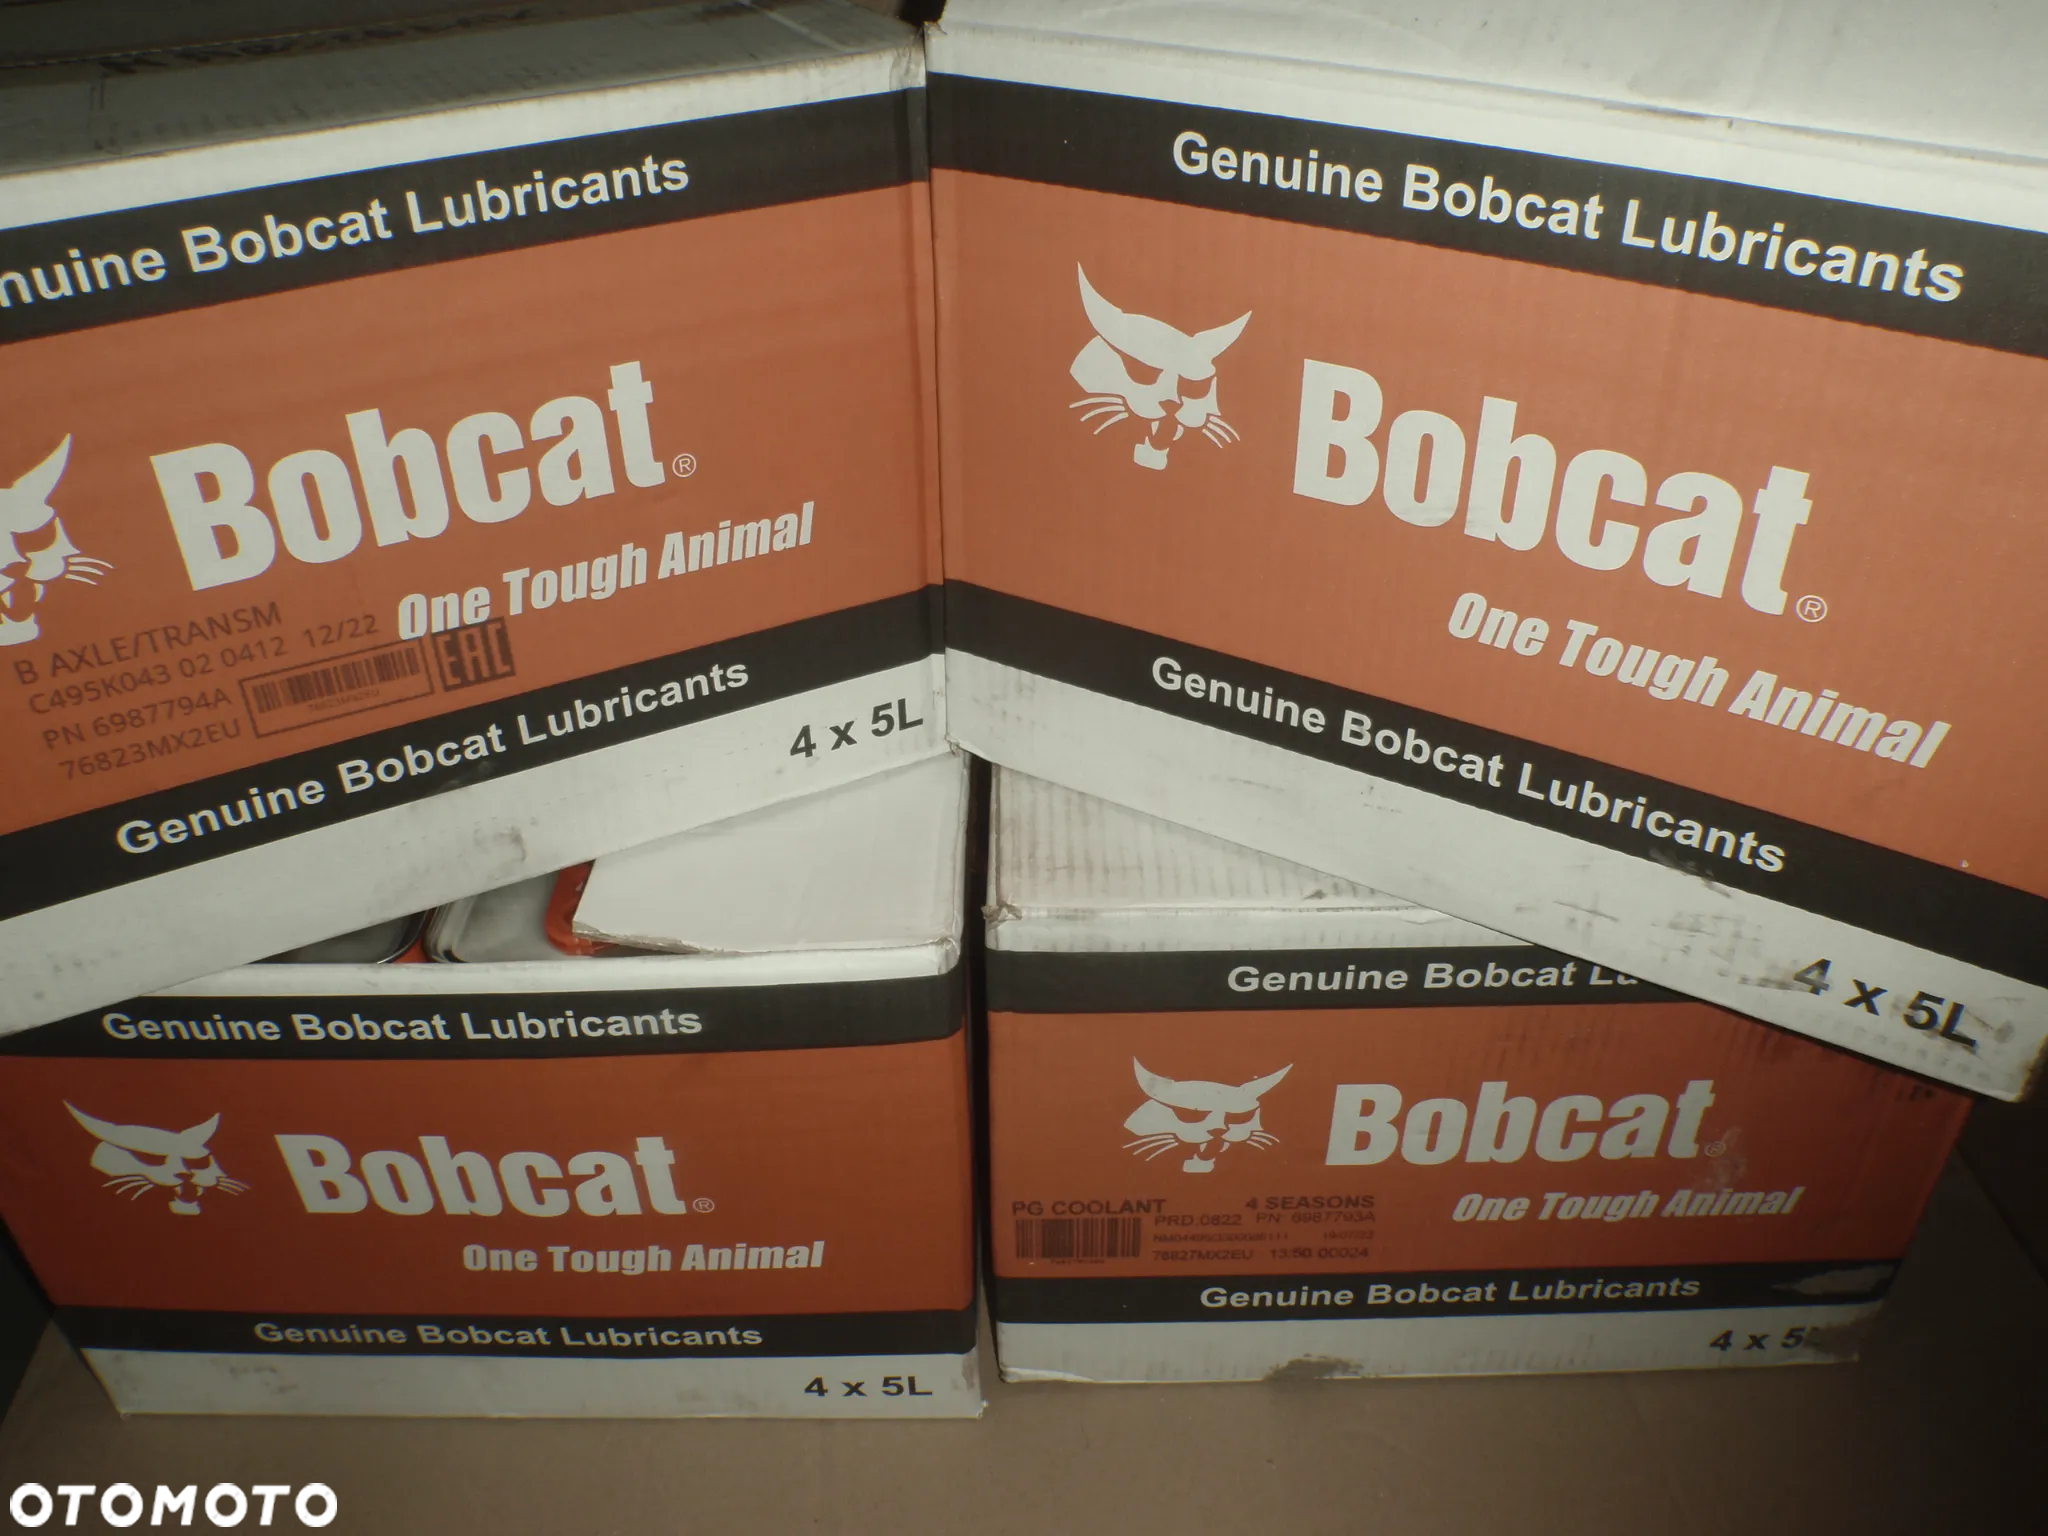 Genuine Bobcat Lubricants
Bobcat®
One Tough Animal
B AXLE/TRANSM
C495K043 02 0412 12/22
PN 6987794A
76823MX2EU
EAC
Genuine Bobcat Lubricants
4 x 5L
Genuine Bobcat Lubricants
Bobcat®
One Tough Animal
Genuine Bobcat Lubricants
4 x 5L
Genuine Bobcat Lubricants
Bobcat®
One Tough Animal
Genuine Bobcat Lubricants
4 x 5L
Genuine Bobcat Lu
Bobcat®
One Tough Animal
PG COOLANT 4 SEASONS
PRD:0822 PN: 6987793A
76827MX2EU 13:50 00024
Genuine Bobcat Lubricants
4 x 5L
OTOMOTO